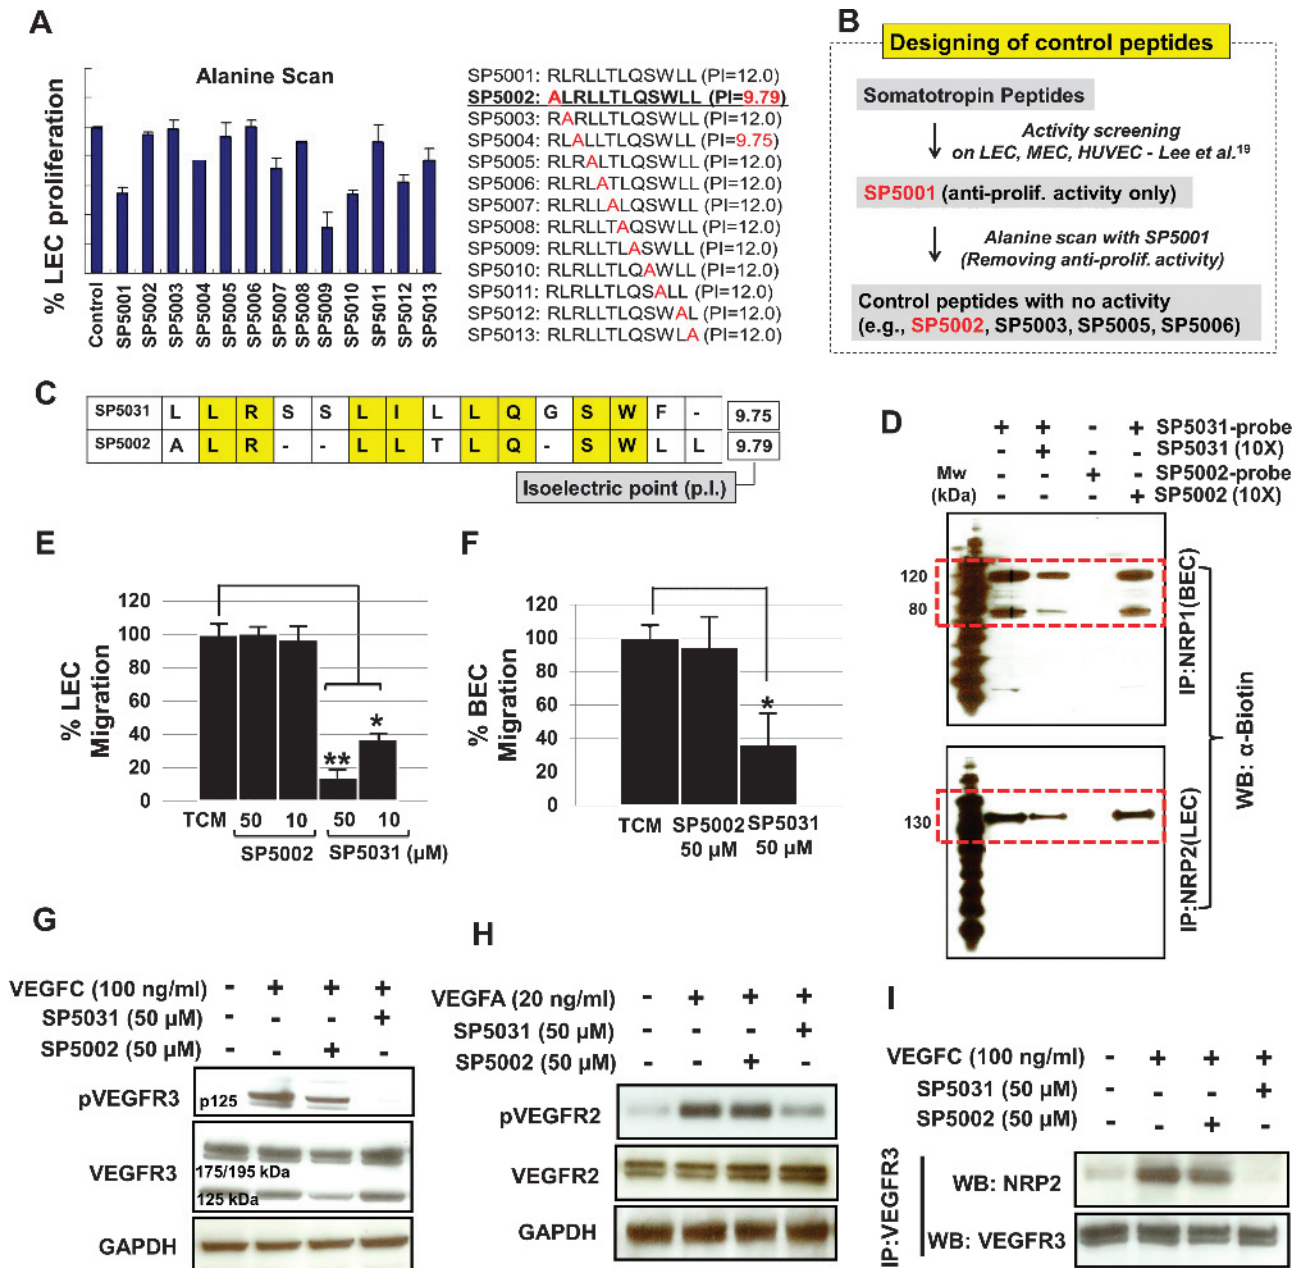 A
Alanine Scan
% LEC proliferation
Control
SP5001
SP5002
SP5003
SP5004
SP5005
SP5006
SP5007
SP5008
SP5009
SP5010
SP5011
SP5012
SP5013
SP5001: RLRLLTLQSWLL (PI=12.0)
SP5002: ALRLLTLQSWLL (PI=9.79)
SP5003: RARLLTLQSWLL (PI=12.0)
SP5004: RLALLTLQSWLL (PI=9.75)
SP5005: RLRALTLQSWLL (PI=12.0)
SP5006: RLRLATLQSWLL (PI=12.0)
SP5007: RLRLLALQSWLL (PI=12.0)
SP5008: RLRLLTAQSWLL (PI=12.0)
SP5009: RLRLLTLASWLL (PI=12.0)
SP5010: RLRLLTLQAWLL (PI=12.0)
SP5011: RLRLLTLQSALL (PI=12.0)
SP5012: RLRLLTLQSWAL (PI=12.0)
SP5013: RLRLLTLQSWLA (PI=12.0)
B
Designing of control peptides
Somatotropin Peptides
Activity screening
on LEC, MEC, HUVEC - Lee et al.19
SP5001 (anti-prolif. activity only)
Alanine scan with SP5001
(Removing anti-prolif. activity)
Control peptides with no activity
(e.g., SP5002, SP5003, SP5005, SP5006)
C
SP5031 L L R S S L I L L Q G S W F - 9.75
SP5002 A L R - - L L T L Q - S W L L 9.79
Isoelectric point (p.I.)
D
+ + - + SP5031-probe
- + - - SP5031 (10X)
- - + - SP5002-probe
- - - + SP5002 (10X)
Mw
(kDa)
120
80
IP:NRP1(BEC)
130
IP:NRP2(LEC)
WB: α-Biotin
E
% LEC
Migration
120
100
80
60
40
20
0
**
*
TCM 50 10 50 10
SP5002 SP5031 (µM)
F
% BEC
Migration
120
100
80
60
40
20
0
*
TCM SP5002 SP5031
50 µM 50 µM
G
VEGFC (100 ng/ml) - + + +
SP5031 (50 µM) - - - +
SP5002 (50 µM) - - + -
pVEGFR3
p125
VEGFR3
175/195 kDa
125 kDa
GAPDH
H
VEGFA (20 ng/ml) - + + +
SP5031 (50 µM) - - - +
SP5002 (50 µM) - - + -
pVEGFR2
VEGFR2
GAPDH
I
VEGFC (100 ng/ml) - + + +
SP5031 (50 µM) - - - +
SP5002 (50 µM) - - + -
IP:VEGFR3
WB: NRP2
WB: VEGFR3